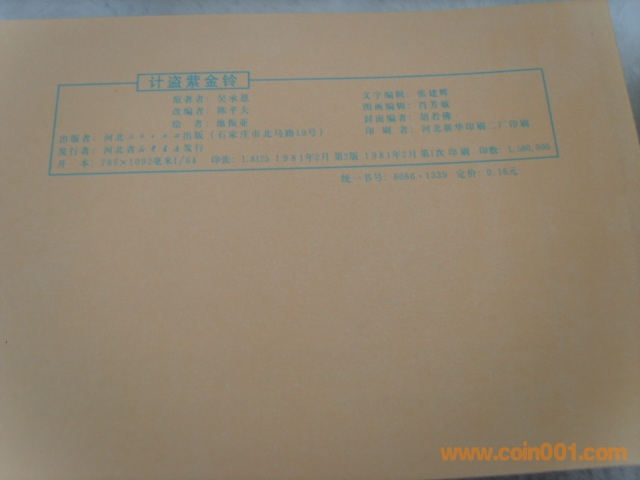 计盗紫金铃
原著者：吴承恩 文字编辑：张建辉
改编者：陈平夫 图画编辑：肖芳敏
绘 者： 封面编者：胡若佛
出版者：河北人民出版社出版（石家庄市北马路19号） 印 刷 者：河北新华印刷二厂印刷
发行者：河北省新华书店发行
开 本：787×1092毫米1/64 印张：1.8125 1981年2月 第2版 1981年2月 第1次 印刷 印数：1,500,000
统一书号：8086·1339 定价：0.16元
www.coin001.com